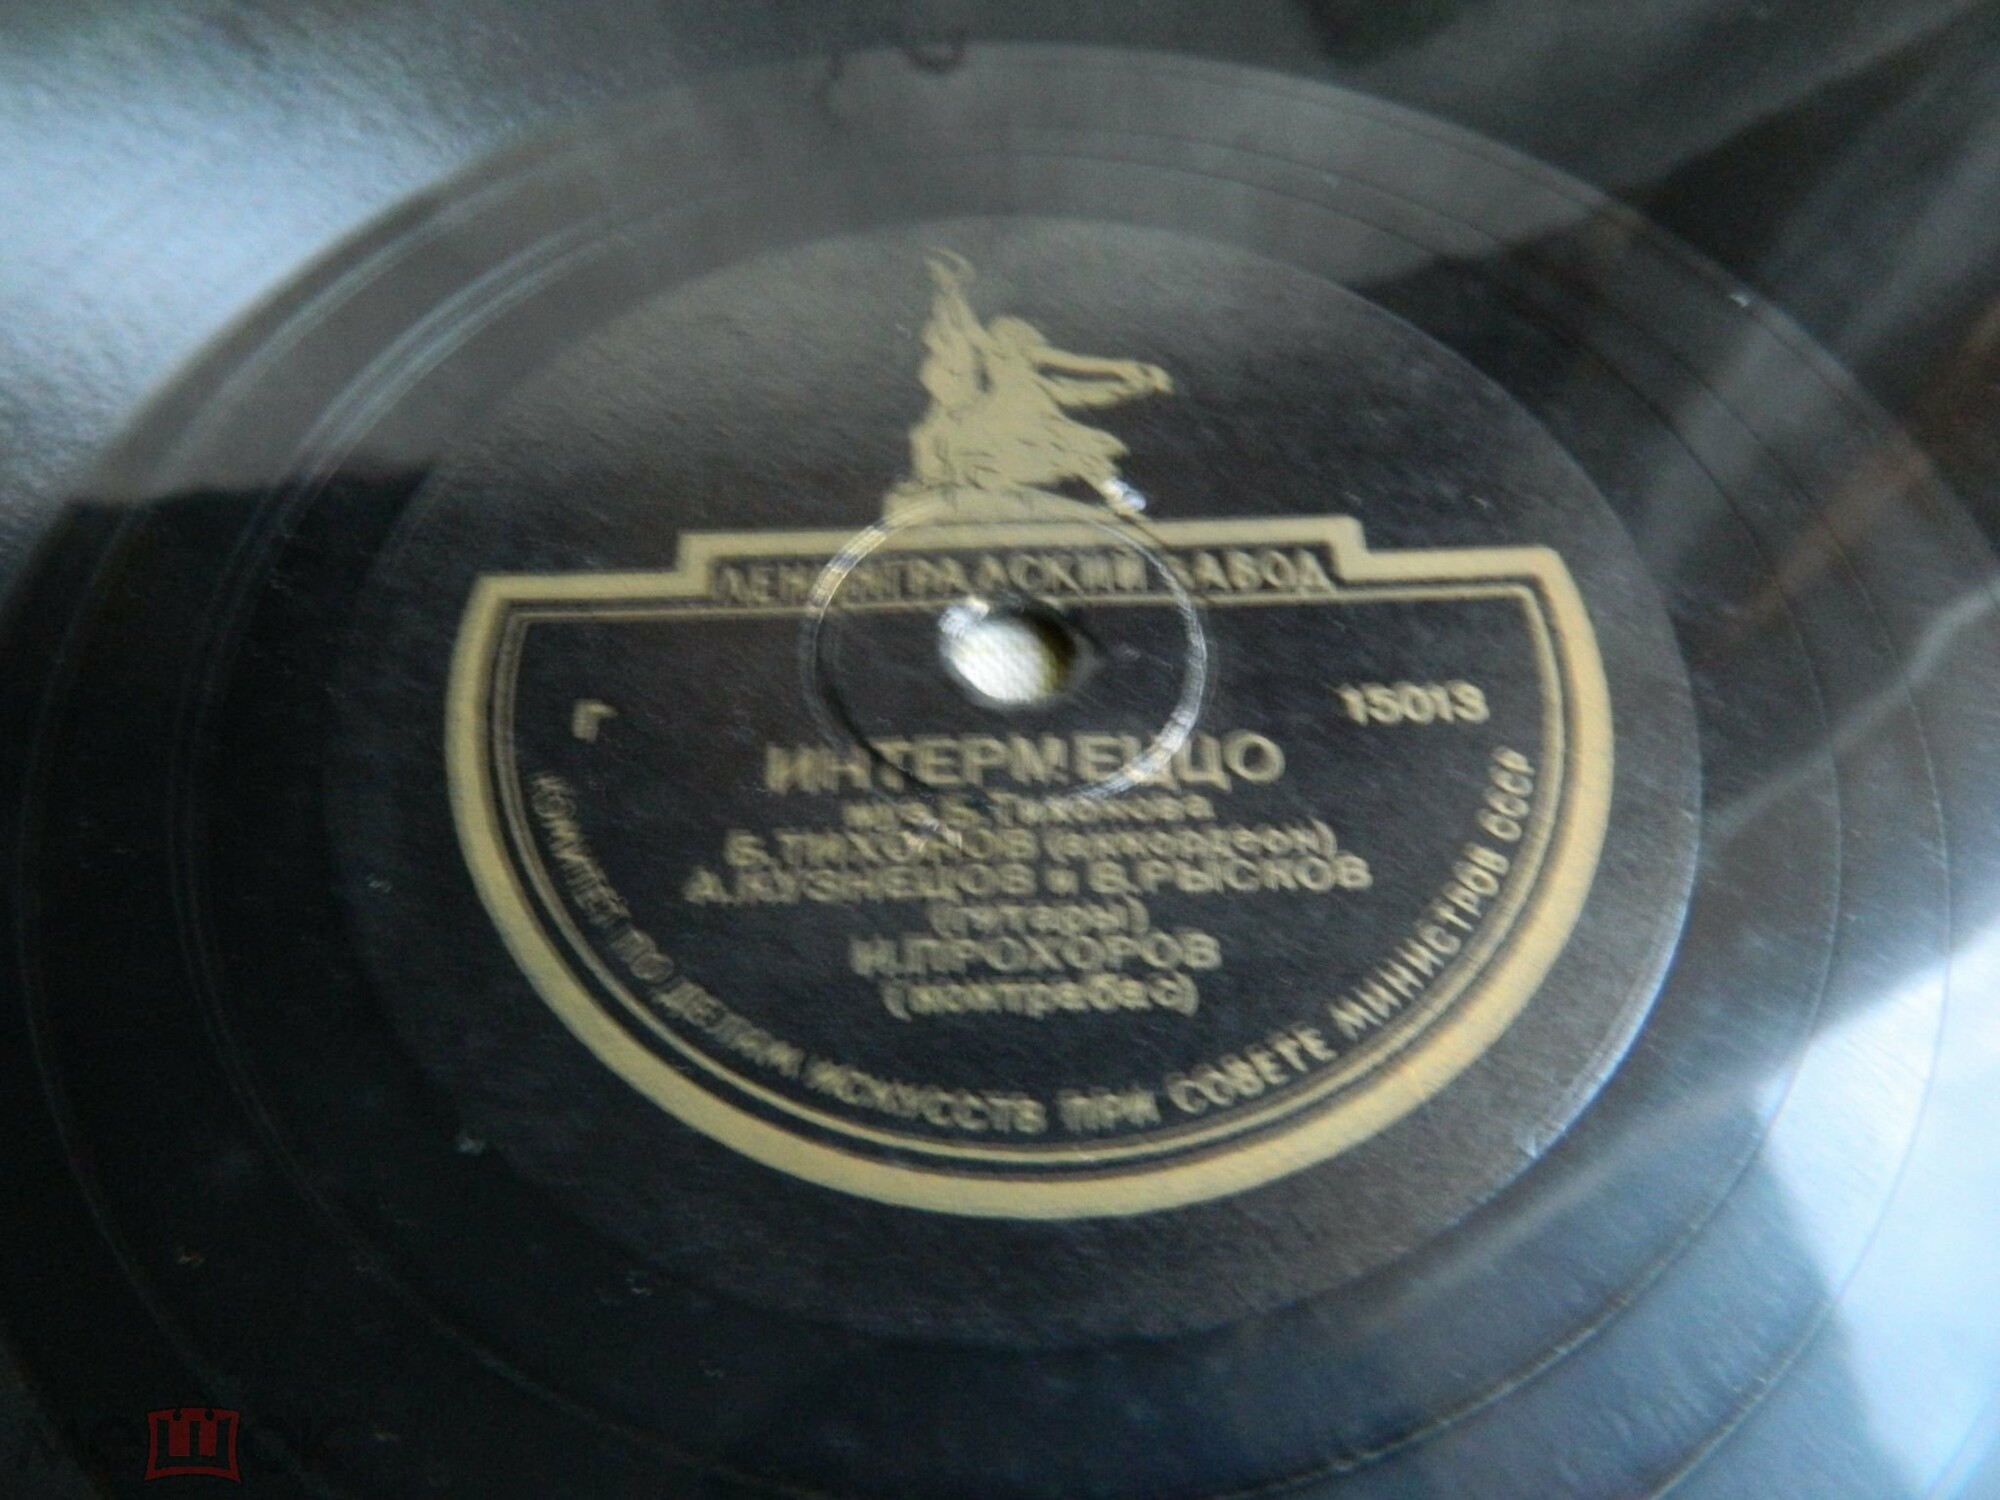 ЛЕНИНГРАДСКИЙ ЗАВОД
Г 15013
ИНТЕРМЕЦЦО
муз. Б. Тихонова
Б. ТИХОНОВ (аккордеон)
А. КУЗНЕЦОВ и В. РЫСКОВ
(гитары)
И. ПРОХОРОВ
(контрабас)
КОМИТЕТ ПО ДЕЛАМ ИСКУССТВ ПРИ СОВЕТЕ МИНИСТРОВ СССР
мешок